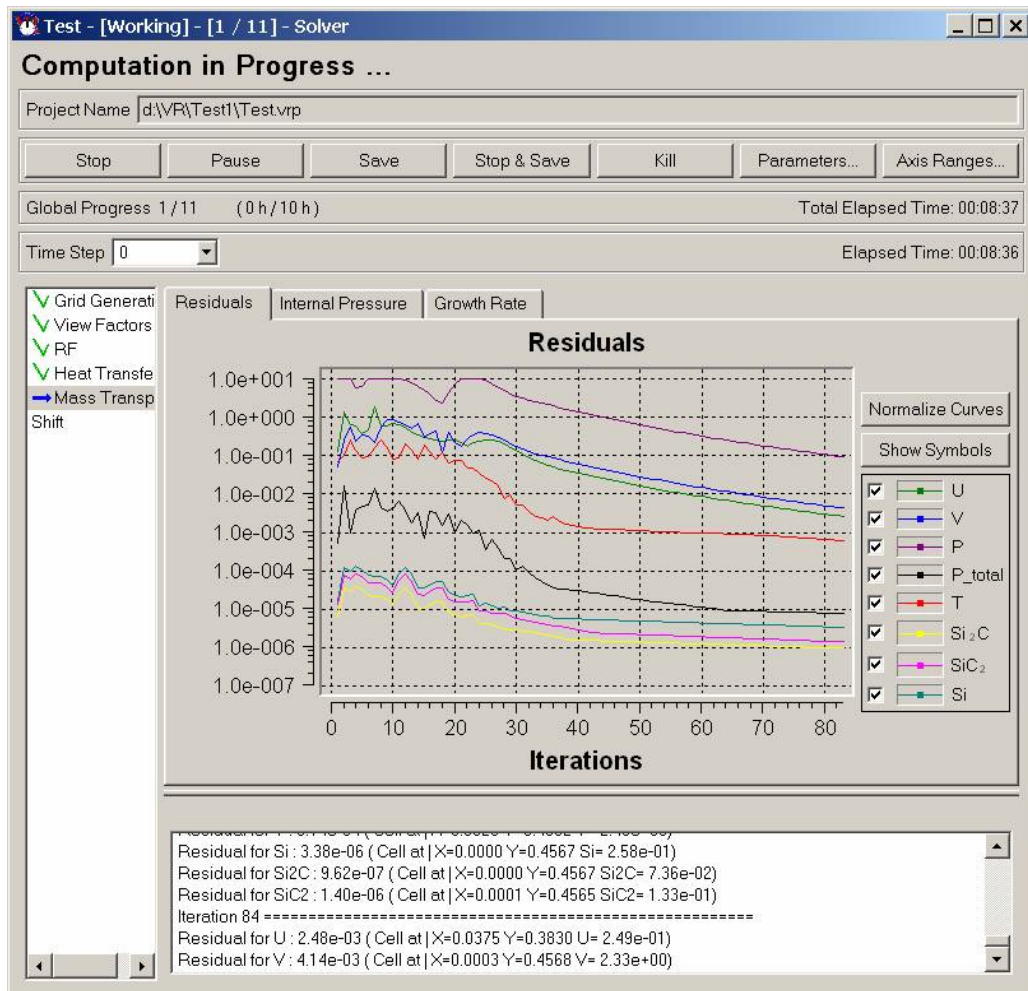 Test - [Working] - [1 / 11] - Solver
Computation in Progress ...
Project Name d:\VR\Test1\Test.vrp
Stop Pause Save Stop & Save Kill Parameters... Axis Ranges...
Global Progress 1 / 11 ( 0 h / 10 h ) Total Elapsed Time: 00:08:37
Time Step 0 Elapsed Time: 00:08:36
Grid Generati
View Factors
RF
Heat Transfe
Mass Transp
Shift
Residuals Internal Pressure Growth Rate
Residuals
1.0e+001
1.0e+000
1.0e-001
1.0e-002
1.0e-003
1.0e-004
1.0e-005
1.0e-006
1.0e-007
0 10 20 30 40 50 60 70 80
Iterations
Normalize Curves
Show Symbols
U
V
P
P_total
T
Si₂C
SiC₂
Si
Residual for Si : 3.38e-06 ( Cell at | X=0.0000 Y=0.4567 Si= 2.58e-01)
Residual for Si2C : 9.62e-07 ( Cell at | X=0.0000 Y=0.4567 Si2C= 7.36e-02)
Residual for SiC2 : 1.40e-06 ( Cell at | X=0.0001 Y=0.4565 SiC2= 1.33e-01)
Iteration 84 =======================================================
Residual for U : 2.48e-03 ( Cell at | X=0.0375 Y=0.3830 U= 2.49e-01)
Residual for V : 4.14e-03 ( Cell at | X=0.0003 Y=0.4568 V= 2.33e+00)